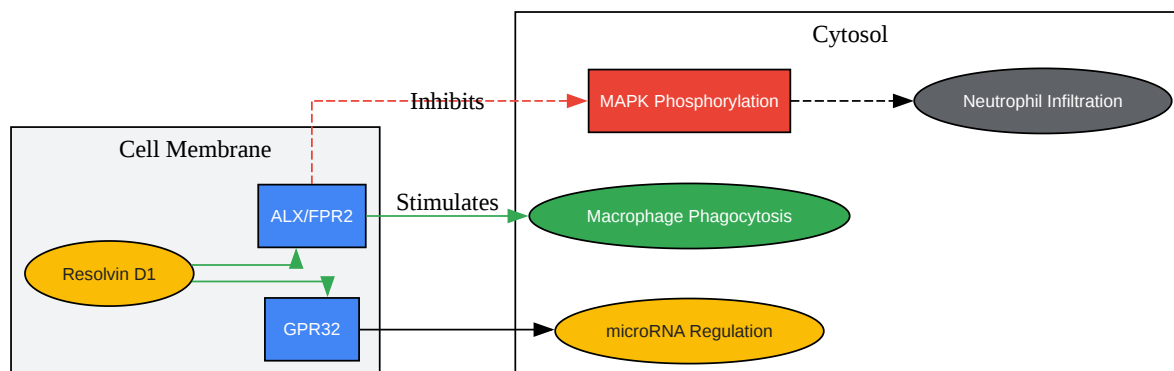 Cytosol
Inhibits
MAPK Phosphorylation
Neutrophil Infiltration
Cell Membrane
ALX/FPR2
Stimulates
Macrophage Phagocytosis
Resolvin D1
GPR32
microRNA Regulation